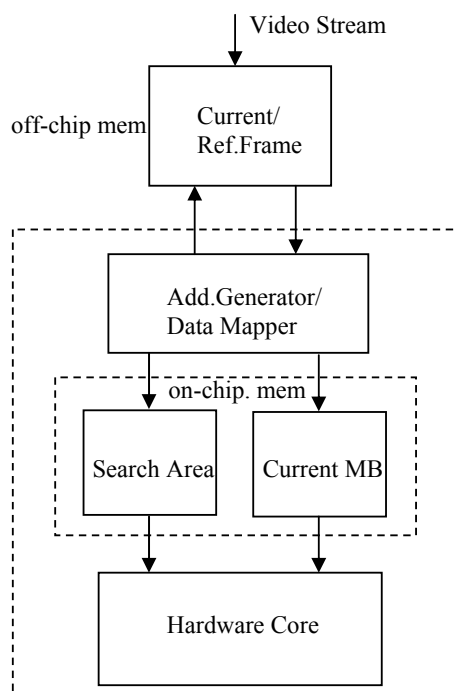 Video Stream
off-chip mem
Current/
Ref.Frame
Add.Generator/
Data Mapper
on-chip. mem
Search Area
Current MB
Hardware Core